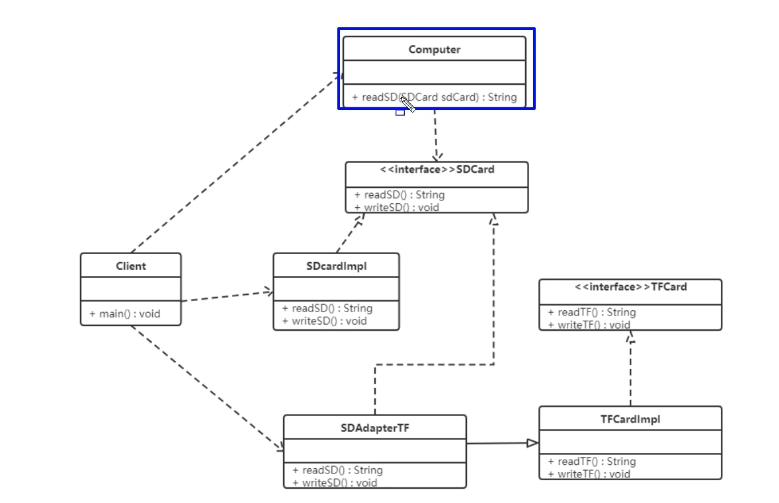 Computer
+ readSD(SDCard sdCard) : String
<<interface>>SDCard
+ readSD() : String
+ writeSD() : void
Client
+ main() : void
SDcardImpl
+ readSD() : String
+ writeSD() : void
<<interface>>TFCard
+ readTF() : String
+ writeTF() : void
SDAdapterTF
+ readSD() : String
+ writeSD() : void
TFCardImpl
+ readTF() : String
+ writeTF() : void